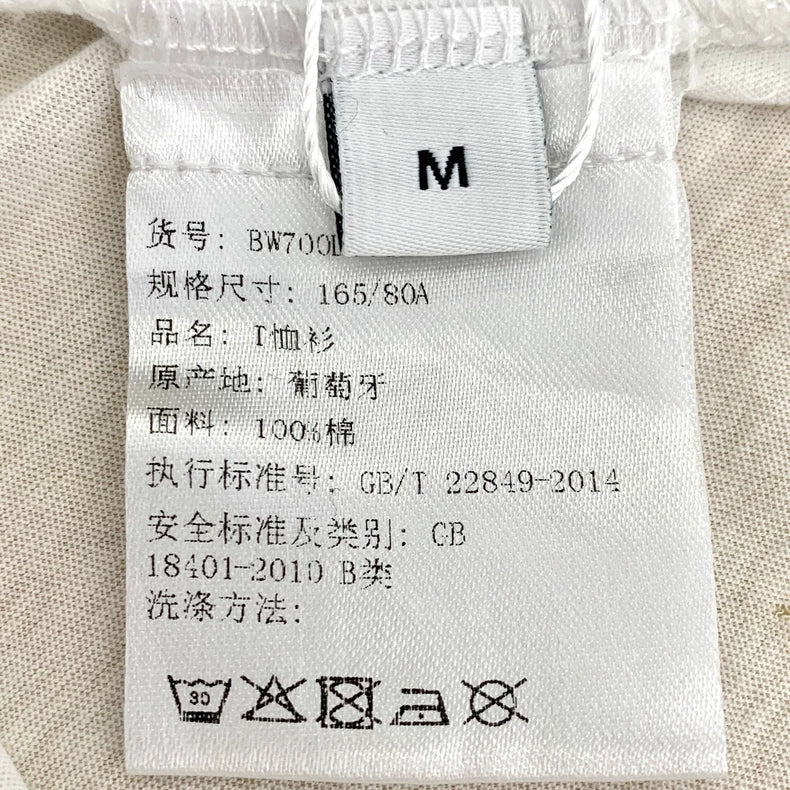 M
货号: BW700
规格尺寸: 165/80A
品名: T恤衫
原产地: 葡萄牙
面料: 100%棉
执行标准号: GB/T 22849-2014
安全标准及类别: GB
18401-2010 B类
洗涤方法:
30